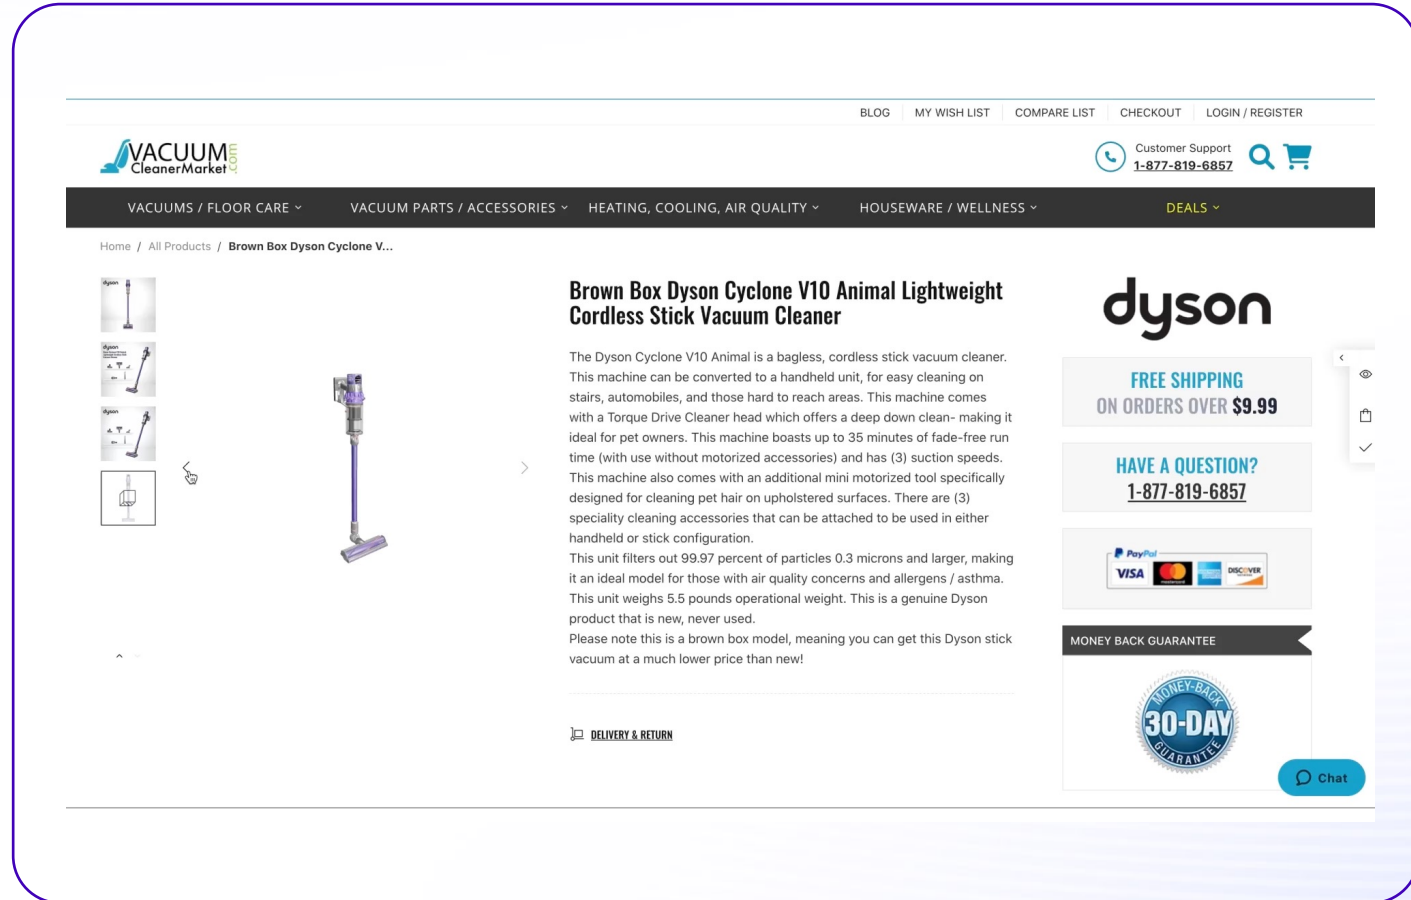 BLOG
MY WISH LIST
COMPARE LIST
CHECKOUT
LOGIN / REGISTER
VACUUM
CleanerMarket
.com
Customer Support
1-877-819-6857
VACUUMS / FLOOR CARE
VACUUM PARTS / ACCESSORIES
HEATING, COOLING, AIR QUALITY
HOUSEWARE / WELLNESS
DEALS
Home / All Products / Brown Box Dyson Cyclone V...
dyson
dyson
dyson
Brown Box Dyson Cyclone V10 Animal Lightweight
Cordless Stick Vacuum Cleaner
The Dyson Cyclone V10 Animal is a bagless, cordless stick vacuum cleaner.
This machine can be converted to a handheld unit, for easy cleaning on
stairs, automobiles, and those hard to reach areas. This machine comes
with a Torque Drive Cleaner head which offers a deep down clean- making it
ideal for pet owners. This machine boasts up to 35 minutes of fade-free run
time (with use without motorized accessories) and has (3) suction speeds.
This machine also comes with an additional mini motorized tool specifically
designed for cleaning pet hair on upholstered surfaces. There are (3)
speciality cleaning accessories that can be attached to be used in either
handheld or stick configuration.
This unit filters out 99.97 percent of particles 0.3 microns and larger, making
it an ideal model for those with air quality concerns and allergens / asthma.
This unit weighs 5.5 pounds operational weight. This is a genuine Dyson
product that is new, never used.
Please note this is a brown box model, meaning you can get this Dyson stick
vacuum at a much lower price than new!
DELIVERY & RETURN
dyson
FREE SHIPPING
ON ORDERS OVER $9.99
HAVE A QUESTION?
1-877-819-6857
PayPal
VISA
mastercard
DISCOVER
MONEY BACK GUARANTEE
MONEY-BACK
30-DAY
GUARANTEE
Chat